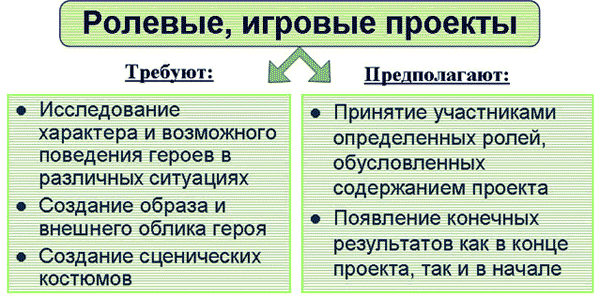 Ролевые, игровые проекты
Требуют:
● Исследование
характера и возможного
поведения героев в
различных ситуациях
● Создание образа и
внешнего облика героя
● Создание сценических
костюмов
Предполагают:
● Принятие участниками
определенных ролей,
обусловленных
содержанием проекта
● Появление конечных
результатов как в конце
проекта, так и в начале